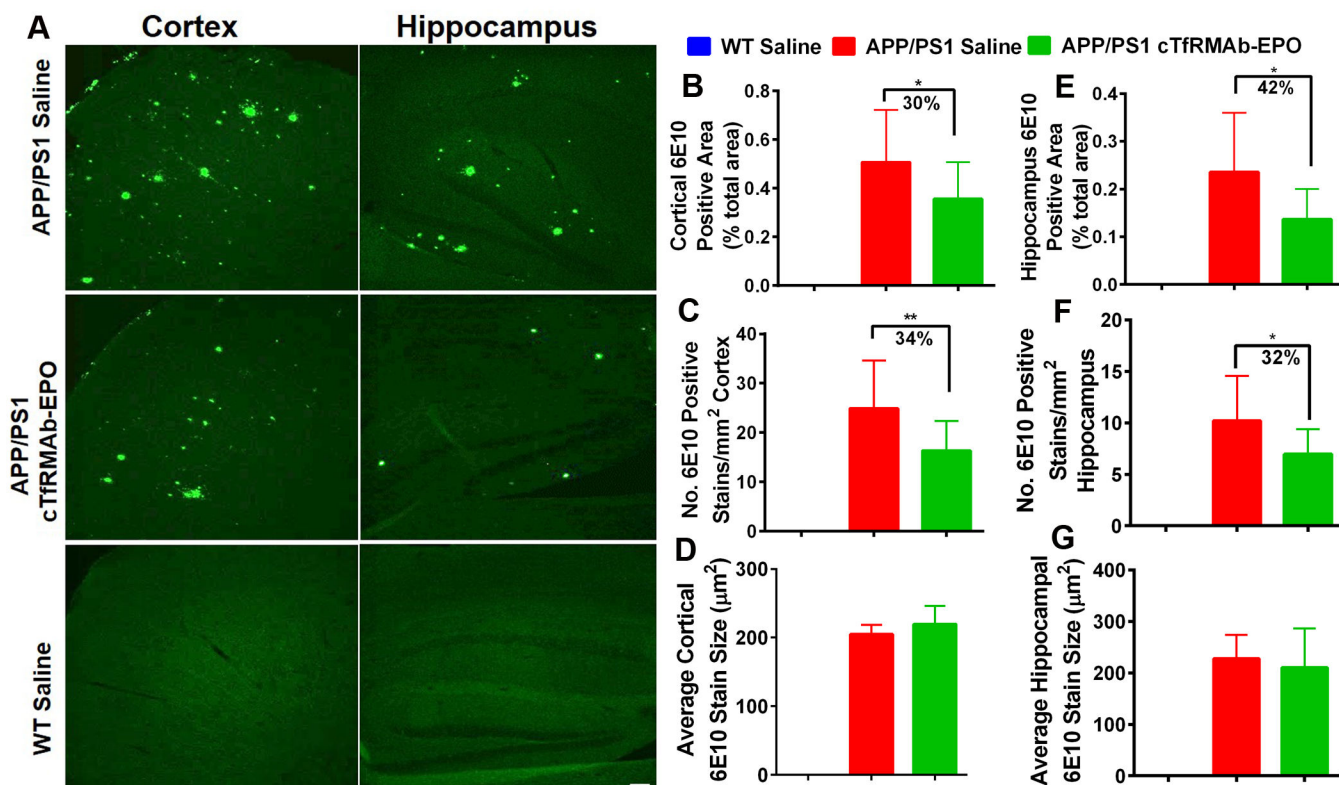 A
Cortex
Hippocampus
APP/PS1 Saline
APP/PS1
cTfRMAb-EPO
WT Saline
WT Saline
APP/PS1 Saline
APP/PS1 cTfRMAb-EPO
B
Cortical 6E10
Positive Area
(% total area)
0.8
0.6
0.4
0.2
0.0
*
30%
E
Hippocampus 6E10
Positive Area
(% total area)
0.4
0.3
0.2
0.1
0.0
*
42%
C
No. 6E10 Positive
Stains/mm² Cortex
40
30
20
10
0
**
34%
F
No. 6E10 Positive
Stains/mm²
Hippocampus
20
15
10
5
0
*
32%
D
Average Cortical
6E10 Stain Size (μm²)
300
200
100
0
G
Average Hippocampal
6E10 Stain Size (μm²)
400
300
200
100
0